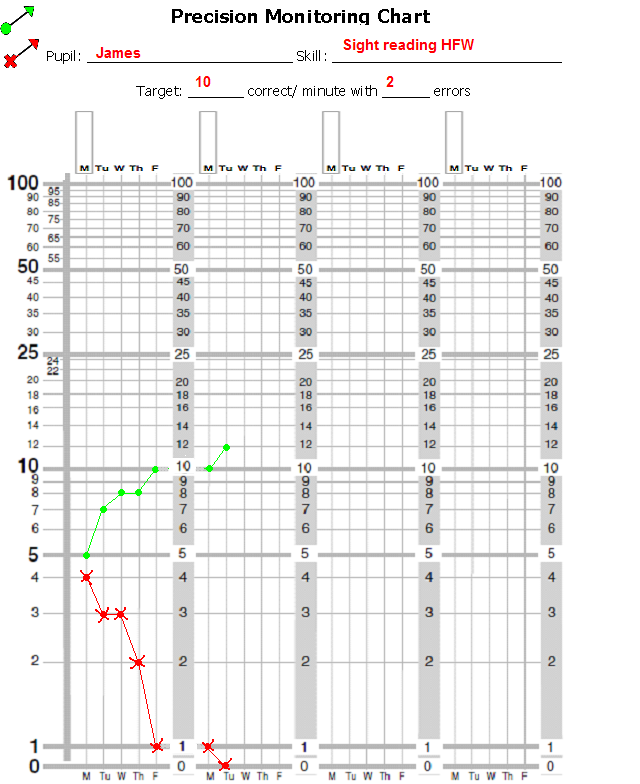 Precision Monitoring Chart
Pupil: James Skill: Sight reading HFW
Target: 10 correct/ minute with 2 errors
M Tu W Th F M Tu W Th F M Tu W Th F M Tu W Th F
100 100 100 100 100
95
90 90 90 90 90
85
80 80 80 80 80
75
70 70 70 70 70
65
60 60 60 60 60
55
50 50 50 50 50
45 45 45 45 45
40 40 40 40 40
35 35 35 35 35
30 30 30 30 30
25 25 25 25 25
24
22
20 20 20 20 20
18 18 18 18 18
16 16 16 16 16
14 14 14 14 14
12 12 12 12 12
10 10 10 10 10
9 9 9 9 9
8 8 8 8 8
7 7 7 7 7
6 6 6 6 6
5 5 5 5 5
4 4 4 4 4
3 3 3 3 3
2 2 2 2 2
1 1 1 1 1
0 0 0 0 0
M Tu W Th F M Tu W Th F M Tu W Th F M Tu W Th F